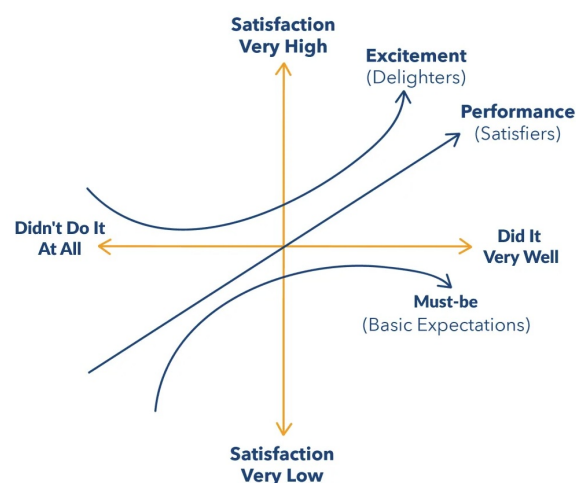 Satisfaction
Very High
Excitement
(Delighters)
Performance
(Satisfiers)
Didn't Do It
At All
Did It
Very Well
Must-be
(Basic Expectations)
Satisfaction
Very Low